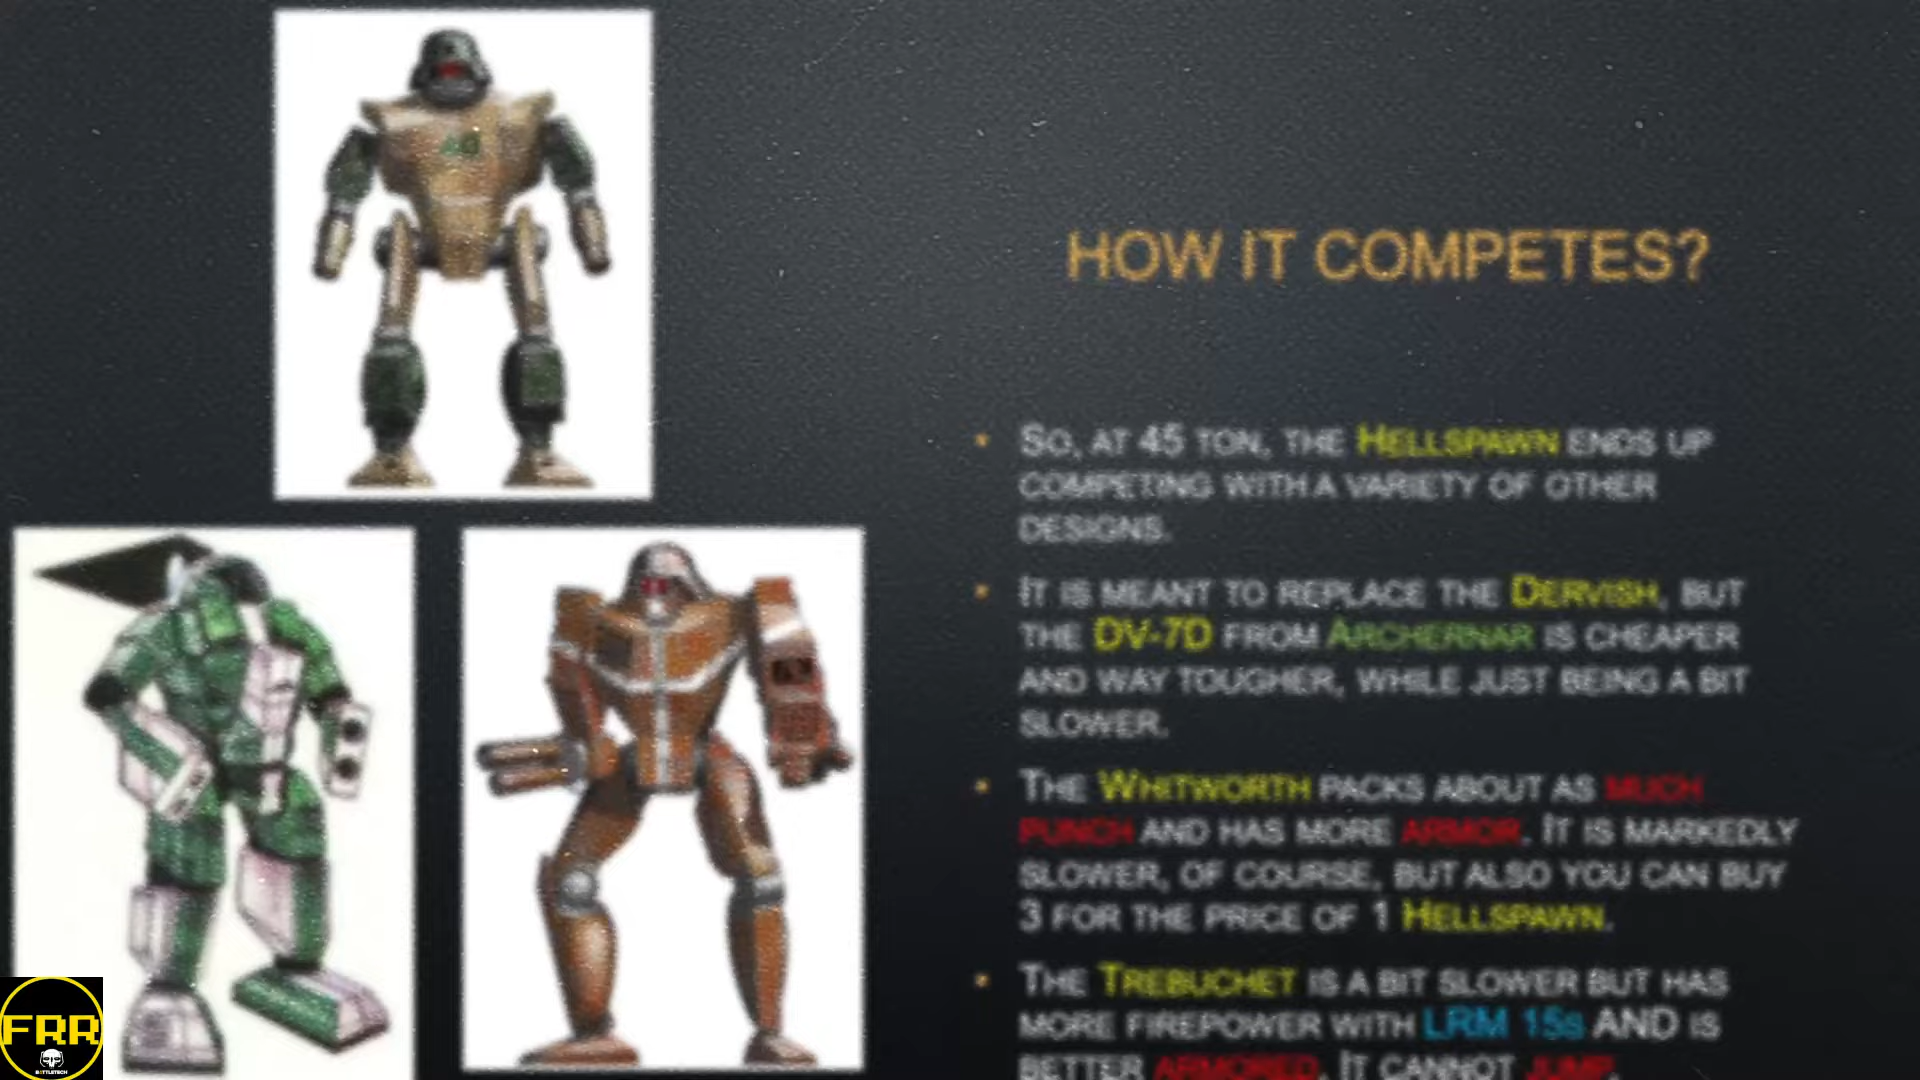 HOW IT COMPETES?
SO, AT 45 TON, THE HELLSPAWN ENDS UP
COMPETING WITH A VARIETY OF OTHER
DESIGNS.
IT IS MEANT TO REPLACE THE DERVISH, BUT
THE DV-7D FROM ARCHERNAR IS CHEAPER
AND WAY TOUGHER, WHILE JUST BEING A BIT
SLOWER.
THE WHITWORTH PACKS ABOUT AS MUCH
PUNCH AND HAS MORE ARMOR. IT IS MARKEDLY
SLOWER, OF COURSE, BUT ALSO YOU CAN BUY
3 FOR THE PRICE OF 1 HELLSPAWN.
THE TREBUCHET IS A BIT SLOWER BUT HAS
MORE FIREPOWER WITH LRM 15S AND IS
BETTER ARMORED. IT CANNOT JUMP.
FRR
BATTLETECH